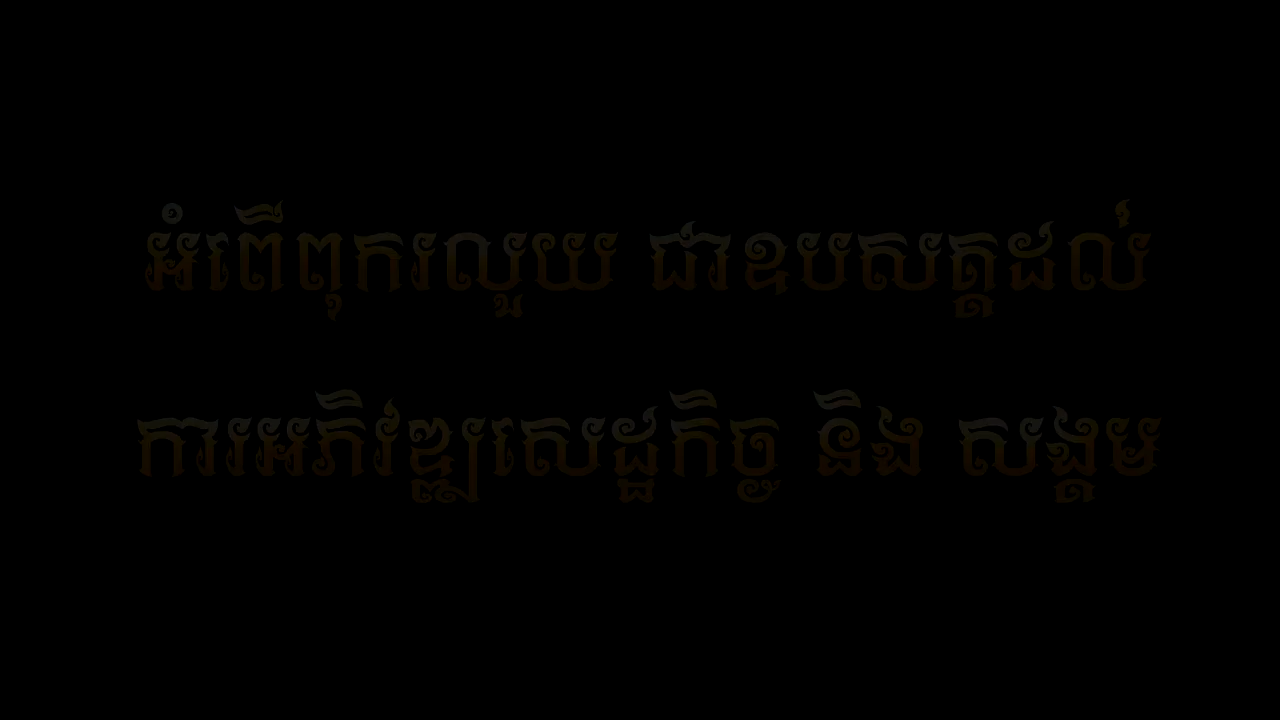 អំពើពុករលួយ ជាឧបសគ្គដល់
ការអភិវឌ្ឍសេដ្ឋកិច្ច និង សង្គម